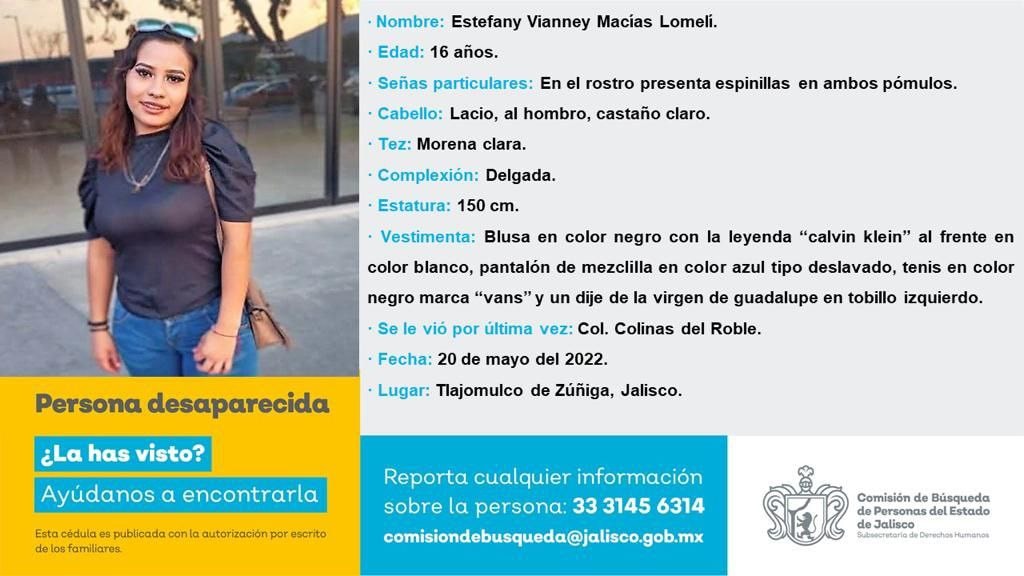 · Nombre: Estefany Vianney Macías Lomelí.
· Edad: 16 años.
· Señas particulares: En el rostro presenta espinillas en ambos pómulos.
· Cabello: Lacio, al hombro, castaño claro.
· Tez: Morena clara.
· Complexión: Delgada.
· Estatura: 150 cm.
· Vestimenta: Blusa en color negro con la leyenda “calvin klein” al frente en
color blanco, pantalón de mezclilla en color azul tipo deslavado, tenis en color
negro marca “vans” y un dije de la virgen de guadalupe en tobillo izquierdo.
· Se le vió por última vez: Col. Colinas del Roble.
· Fecha: 20 de mayo del 2022.
· Lugar: Tlajomulco de Zúñiga, Jalisco.
Persona desaparecida
¿La has visto?
Ayúdanos a encontrarla
Esta cédula es publicada con la autorización por escrito
de los familiares.
Reporta cualquier información
sobre la persona: 33 3145 6314
comisiondebusqueda@jalisco.gob.mx
Comisión de Búsqueda
de Personas del Estado
de Jalisco
Subsecretaría de Derechos Humanos